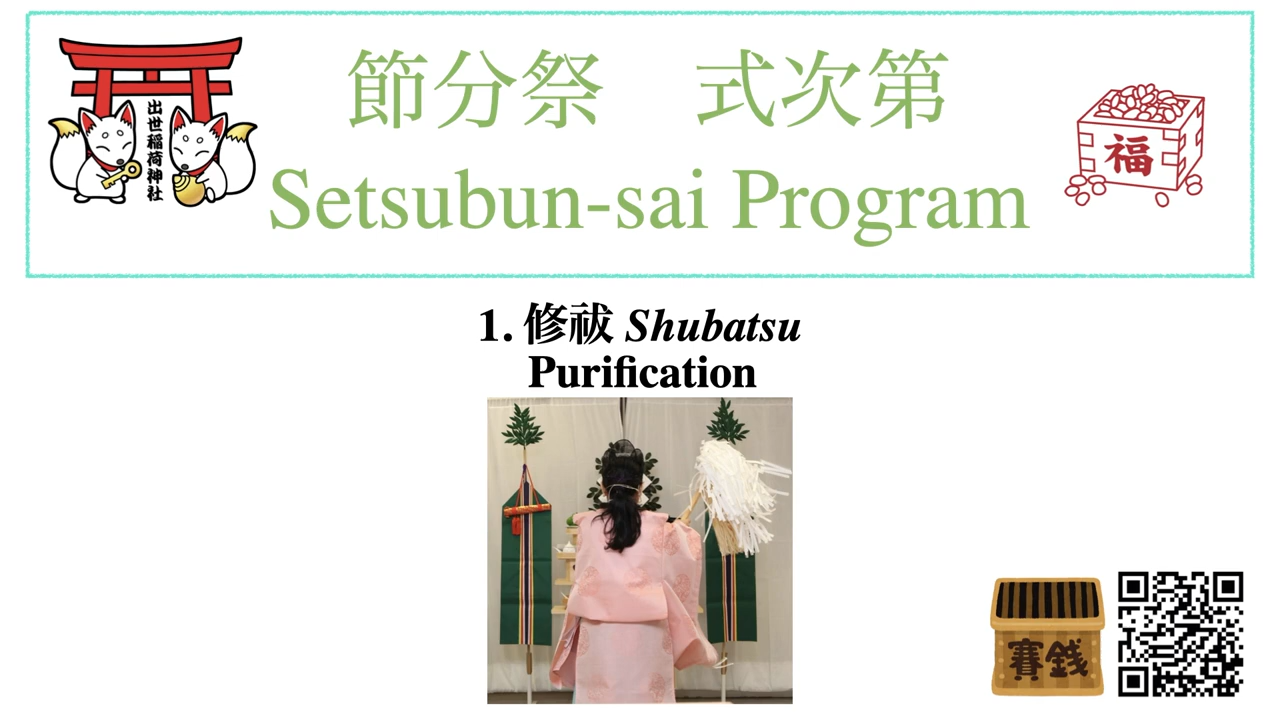 節分祭　式次第
Setsubun-sai Program
出世稲荷神社
福
1. 修祓 Shubatsu
Purification
賽銭